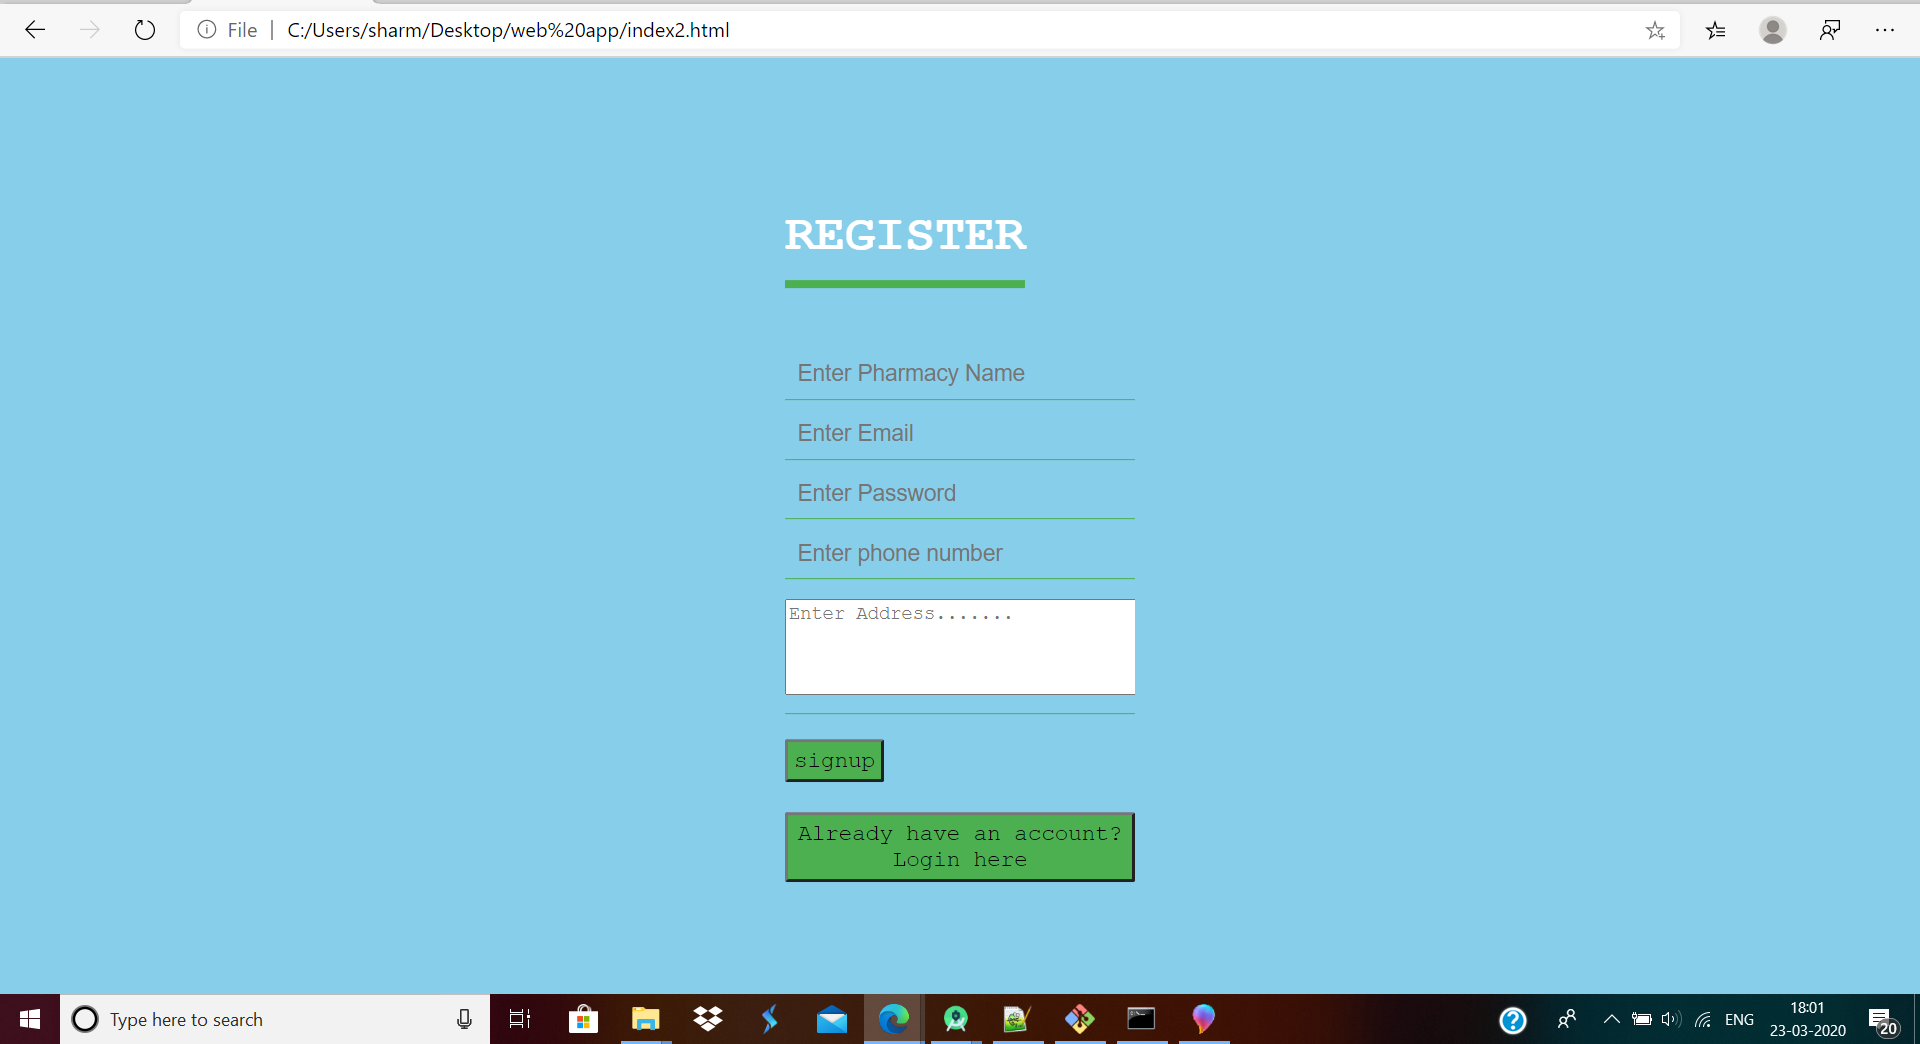 File
C:/Users/sharm/Desktop/web%20app/index2.html
REGISTER
Enter Pharmacy Name
Enter Email
Enter Password
Enter phone number
Enter Address.......
signup
Already have an account?
Login here
Type here to search
ENG
18:01
23-03-2020
20